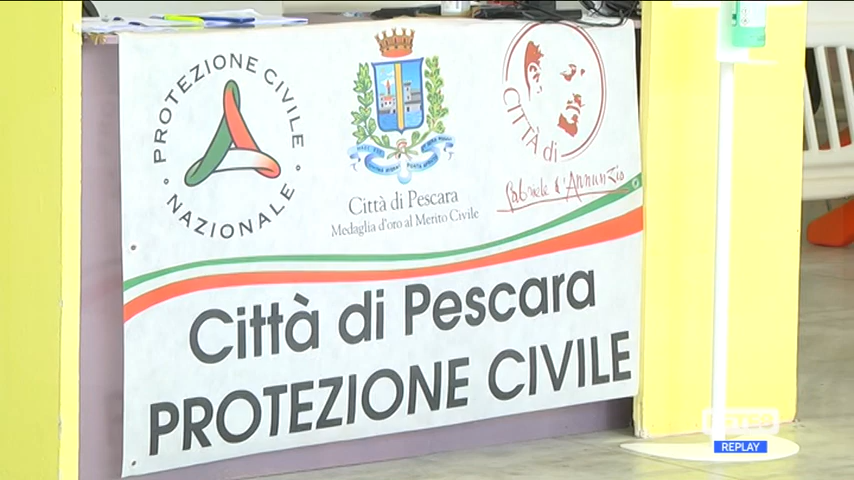 PROTEZIONE CIVILE
NAZIONALE
Città di Pescara
Medaglia d'oro al Merito Civile
CITTÀ di
Gabriele d'Annunzio
Città di Pescara
PROTEZIONE CIVILE
REPLAY